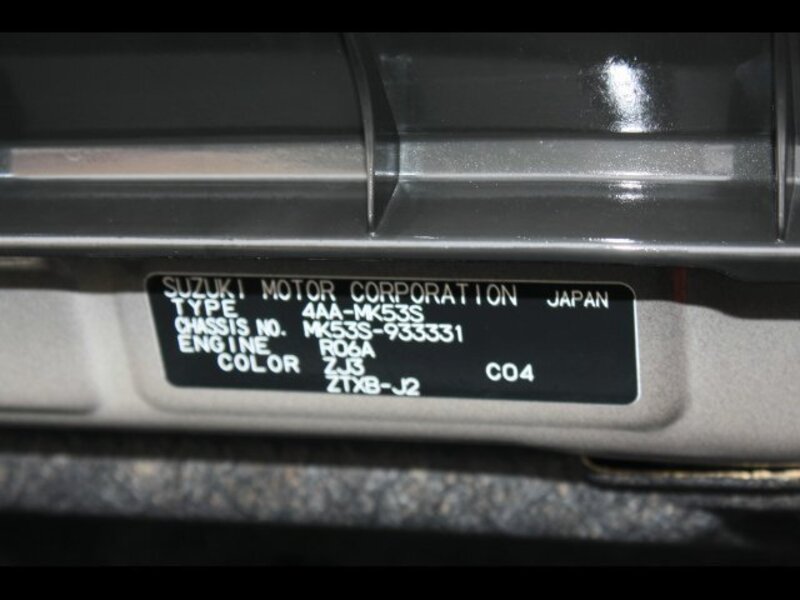 SUZUKI MOTOR CORPORATION JAPAN
TYPE 4AA-MK53S
CHASSIS NO. MK53S-933331
ENGINE R06A
COLOR ZJ3 C04
ZTXB-J2